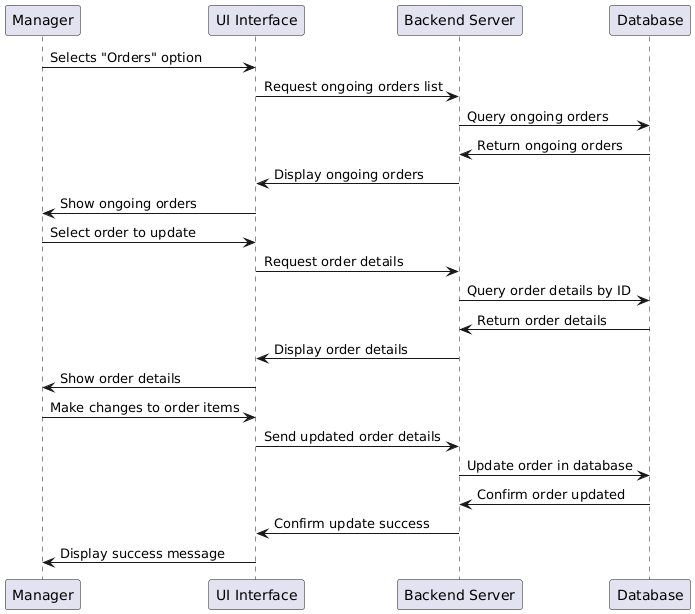 Manager
UI Interface
Backend Server
Database
Selects "Orders" option
Request ongoing orders list
Query ongoing orders
Return ongoing orders
Display ongoing orders
Show ongoing orders
Select order to update
Request order details
Query order details by ID
Return order details
Display order details
Show order details
Make changes to order items
Send updated order details
Update order in database
Confirm order updated
Confirm update success
Display success message
Manager
UI Interface
Backend Server
Database